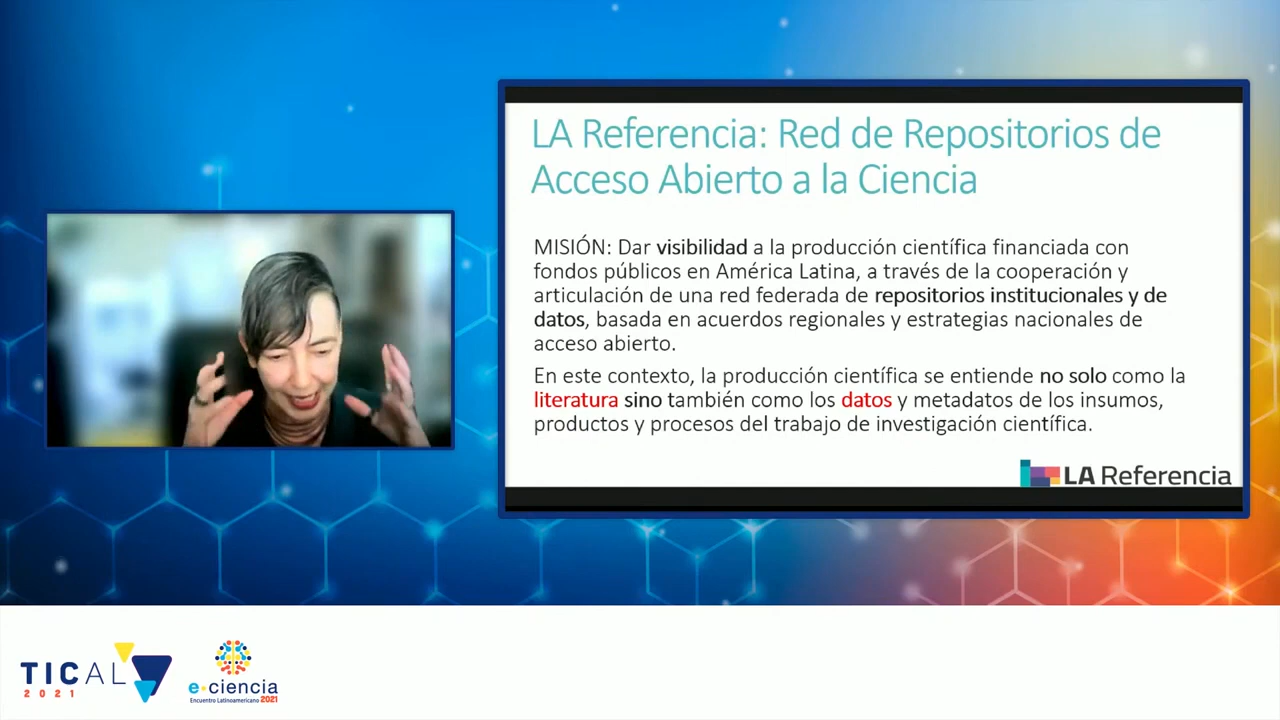 LA Referencia: Red de Repositorios de
Acceso Abierto a la Ciencia
MISIÓN: Dar visibilidad a la producción científica financiada con
fondos públicos en América Latina, a través de la cooperación y
articulación de una red federada de repositorios institucionales y de
datos, basada en acuerdos regionales y estrategias nacionales de
acceso abierto.
En este contexto, la producción científica se entiende no solo como la
literatura sino también como los datos y metadatos de los insumos,
productos y procesos del trabajo de investigación científica.
LA Referencia
TICAL
2021
e·ciencia
Encuentro Latinoamericano 2021